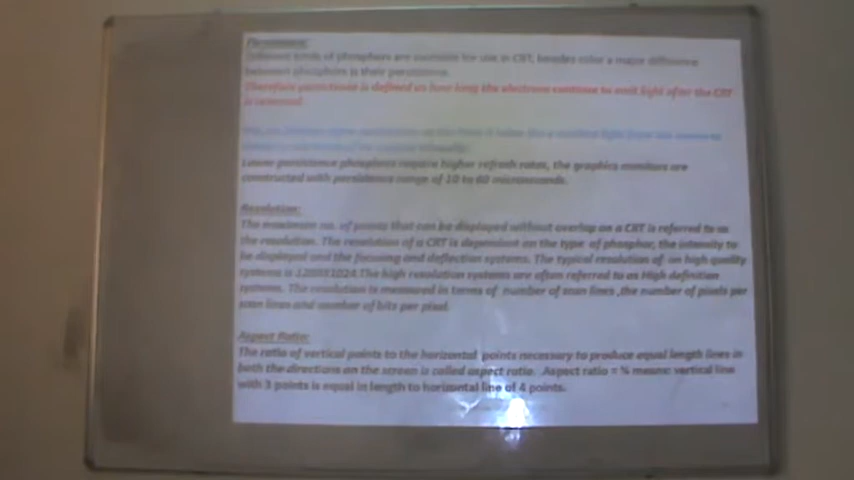 Persistence:
Different kinds of phosphors are available for use in CRT, besides color a major difference
between phosphors is their persistence.
Therefore persistence is defined as how long the electrons continue to emit light after the CRT
is removed.
Lower persistence phosphors require higher refresh rates, the graphics monitors are
constructed with persistence range of 10 to 60 microseconds.
Resolution:
The maximum no. of points that can be displayed without overlap on a CRT is referred to as
the resolution. The resolution of a CRT is dependent on the type of phosphor, the intensity to
be displayed and the focusing and deflection systems. The typical resolution of an high quality
systems is 1280X1024.The high resolution systems are often referred to as High definition
systems. The resolution is measured in terms of number of scan lines ,the number of pixels per
scan lines and number of bits per pixel.
Aspect Ratio:
The ratio of vertical points to the horizontal points necessary to produce equal length lines in
both the directions on the screen is called aspect ratio. Aspect ratio = ¾ means vertical line
with 3 points is equal in length to horizontal line of 4 points.